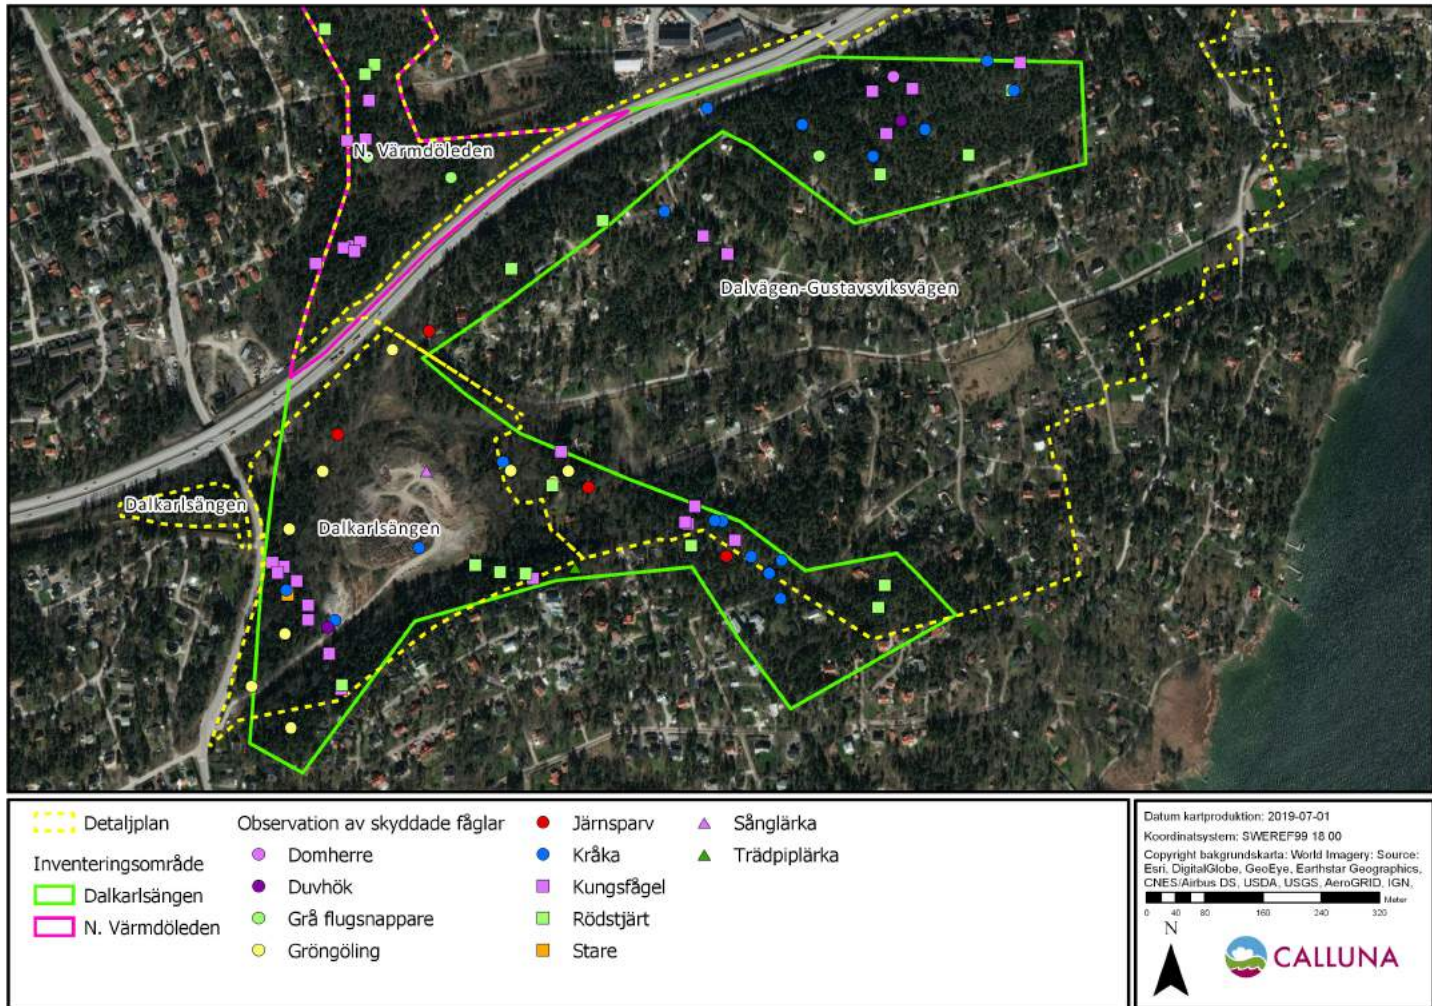 N. Värmdöleden
Dalvägen-Gustavsviksvägen
Dalkarlsängen
Dalkarlsängen
Detaljplan
Inventeringsområde
Dalkarlsängen
N. Värmdöleden
Observation av skyddade fåglar
Domherre
Duvhök
Grå flugsnappare
Gröngöling
Järnsparv
Kråka
Kungsfågel
Rödstjärt
Stare
Sånglärka
Trädpiplärka
Datum kartproduktion: 2019-07-01
Koordinatsystem: SWEREF99 18 00
Copyright bakgrundskarta: World Imagery: Source:
Esri, DigitalGlobe, GeoEye, Earthstar Geographics,
CNES/Airbus DS, USDA, USGS, AeroGRID, IGN,
Meter
0 40 80 160 240 320
N
CALLUNA